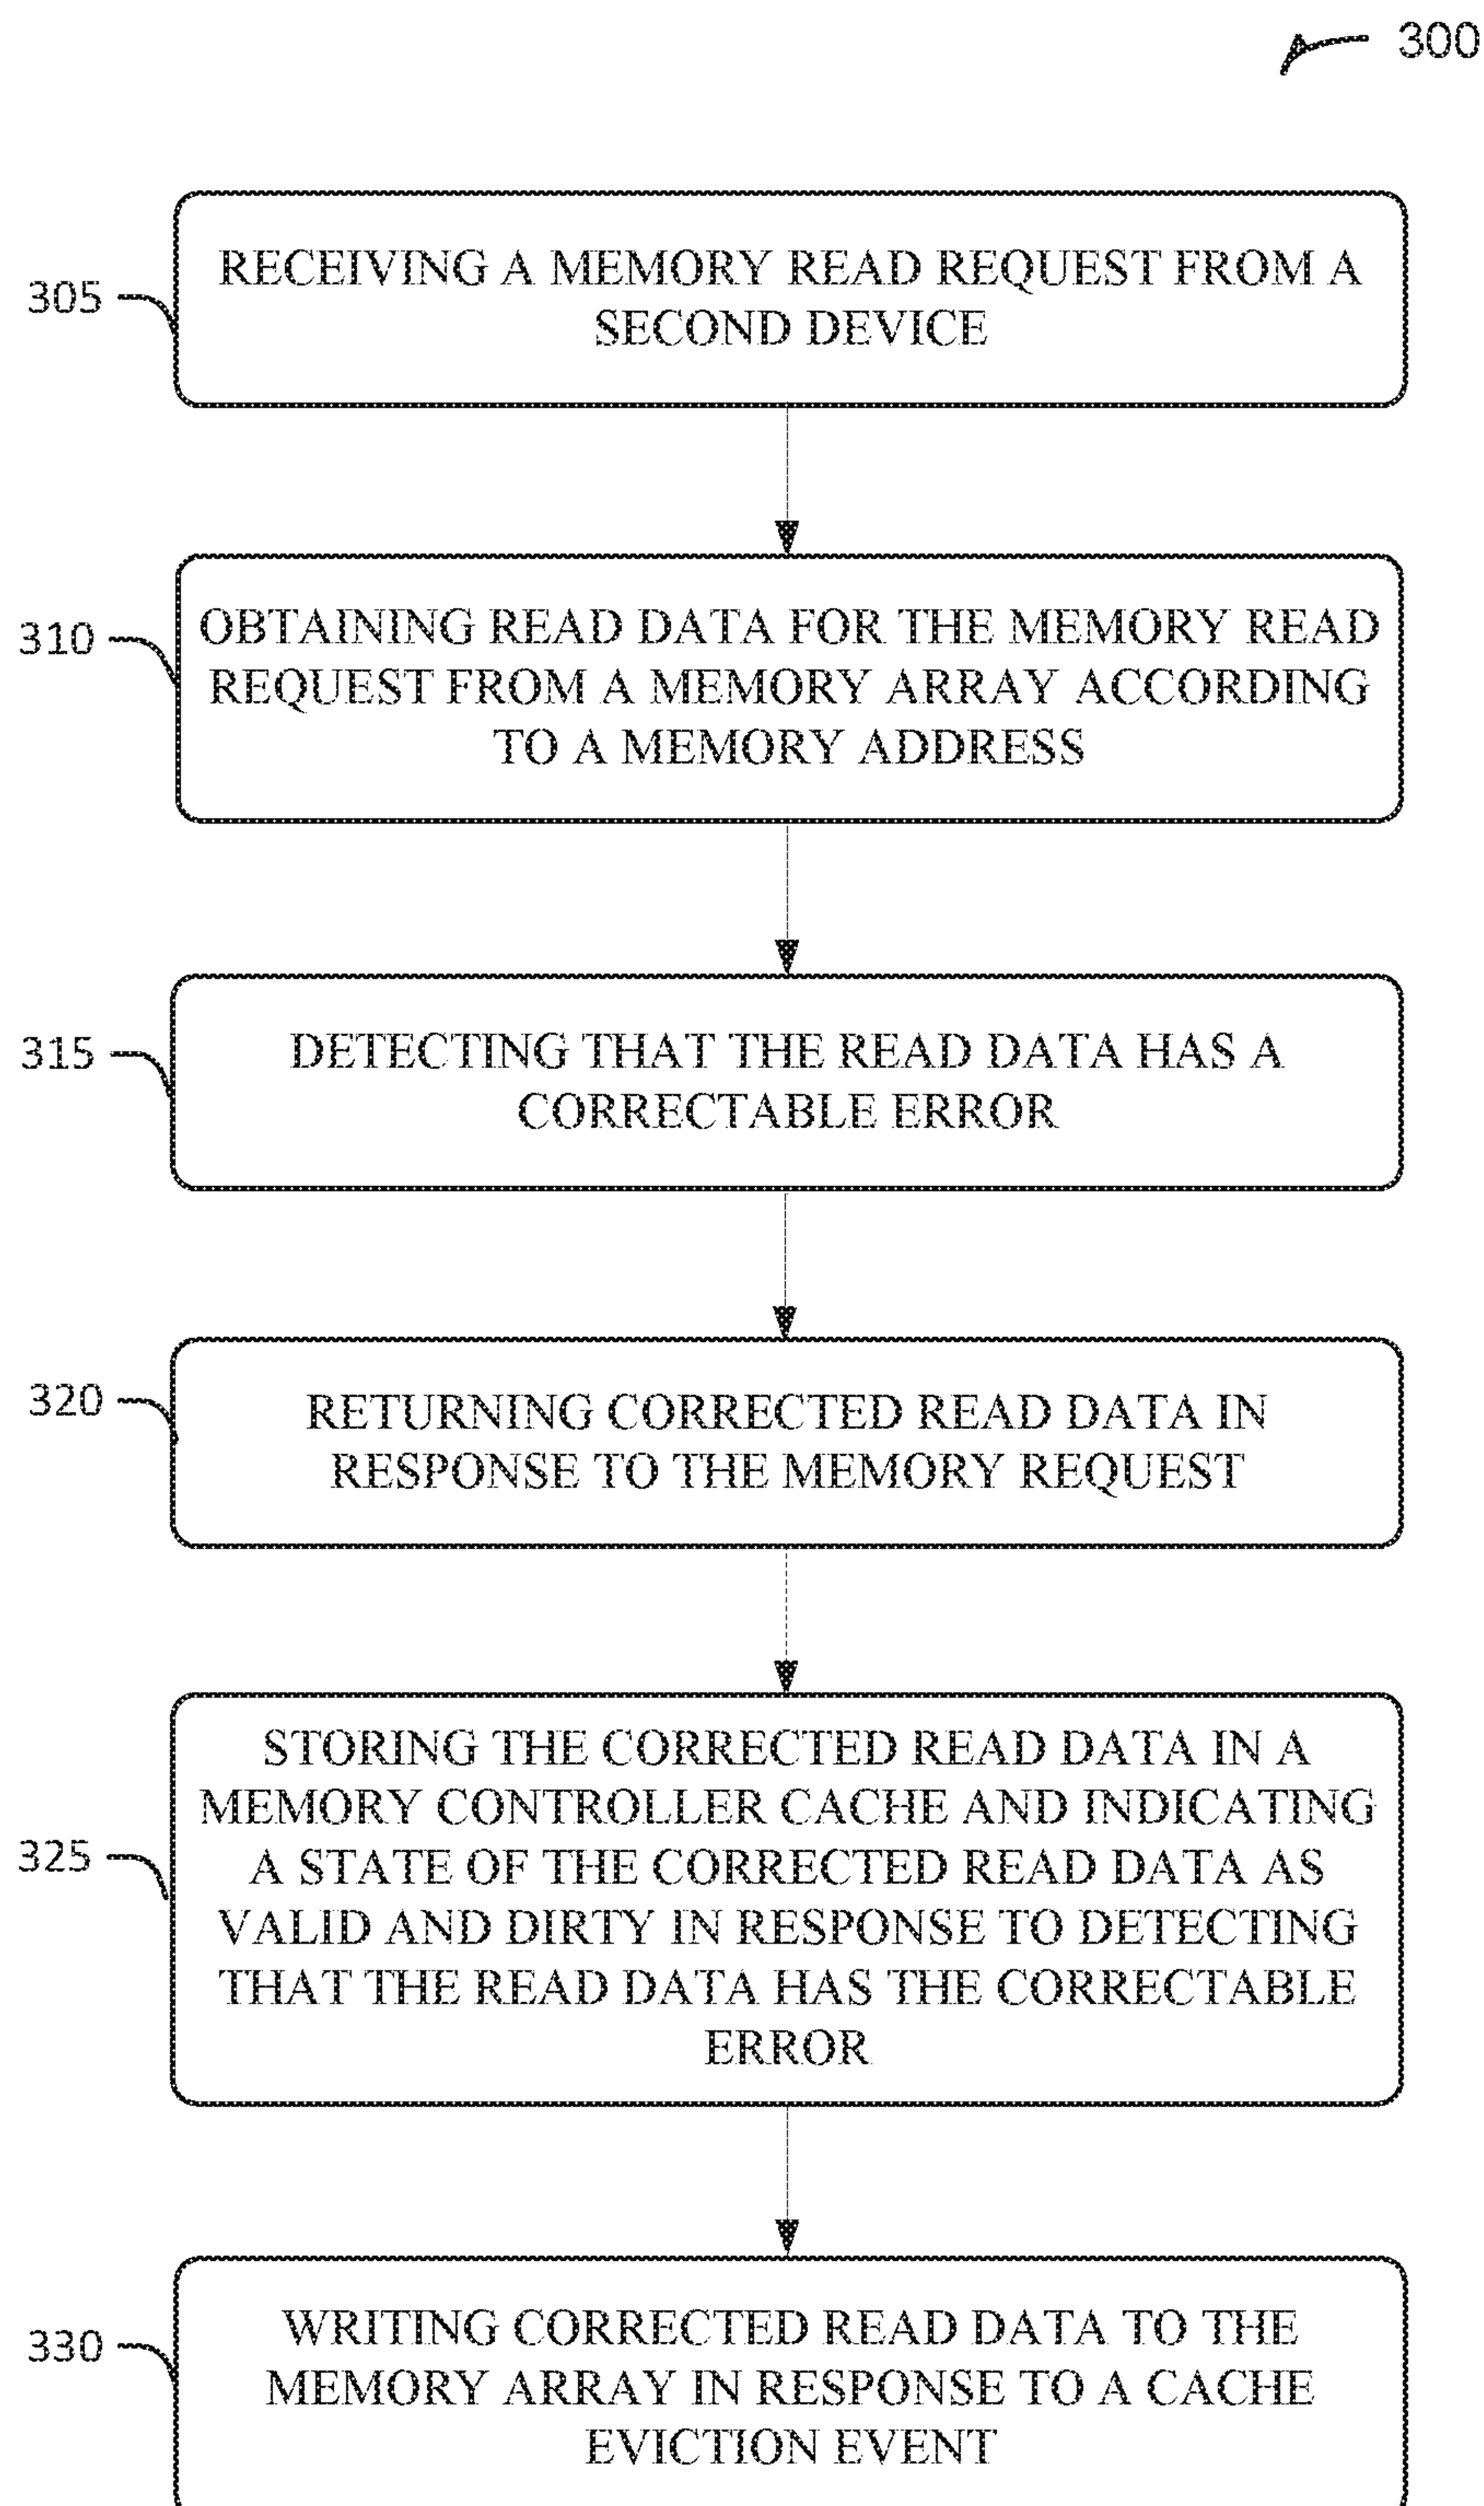 300
305
RECEIVING A MEMORY READ REQUEST FROM A
SECOND DEVICE
310
OBTAINING READ DATA FOR THE MEMORY READ
REQUEST FROM A MEMORY ARRAY ACCORDING
TO A MEMORY ADDRESS
315
DETECTING THAT THE READ DATA HAS A
CORRECTABLE ERROR
320
RETURNING CORRECTED READ DATA IN
RESPONSE TO THE MEMORY REQUEST
325
STORING THE CORRECTED READ DATA IN A
MEMORY CONTROLLER CACHE AND INDICATING
A STATE OF THE CORRECTED READ DATA AS
VALID AND DIRTY IN RESPONSE TO DETECTING
THAT THE READ DATA HAS THE CORRECTABLE
ERROR
330
WRITING CORRECTED READ DATA TO THE
MEMORY ARRAY IN RESPONSE TO A CACHE
EVICTION EVENT